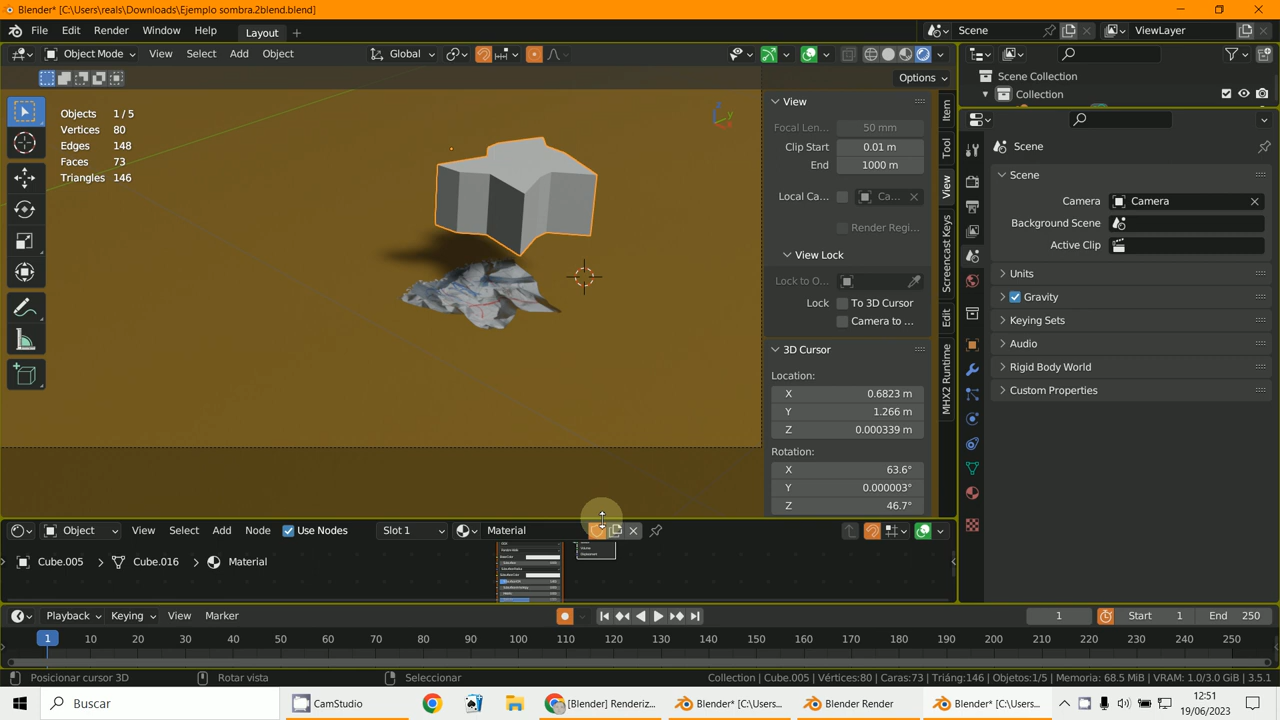 Blender* [C:\Users\reals\Downloads\Ejemplo sombra.2blend.blend]
File Edit Render Window Help Layout + Scene ViewLayer
Object Mode View Select Add Object Global
Options
Objects 1 / 5
Vertices 80
Edges 148
Faces 73
Triangles 146
View
Focal Len... 50 mm
Clip Start 0.01 m
End 1000 m
Local Ca... Ca...
Render Regi...
View Lock
Lock to O...
Lock To 3D Cursor
Camera to ...
3D Cursor
Location:
X 0.6823 m
Y 1.266 m
Z 0.000339 m
Rotation:
X 63.6°
Y 0.000003°
Z 46.7°
Item
Tool
View
Screencast Keys
Edit
MHX2 Runtime
Scene Collection
Collection
Scene
Scene
Camera Camera
Background Scene
Active Clip
Units
Gravity
Keying Sets
Audio
Rigid Body World
Custom Properties
Object View Select Add Node Use Nodes Slot 1 Material
Cube.005 > Cube.016 > Material
Playback Keying View Marker 1 Start 1 End 250
1 10 20 30 40 50 60 70 80 90 100 110 120 130 140 150 160 170 180 190 200 210 220 230 240 250
Posicionar cursor 3D Rotar vista Seleccionar Collection | Cube.005 | Vértices:80 | Caras:73 | Triáng:146 | Objetos:1/5 | Memoria: 68.5 MiB | VRAM: 1.0/3.0 GiB | 3.5.1
Buscar CamStudio [Blender] Renderiz... Blender* [C:\Users... Blender Render Blender* [C:\Users... 12:51
19/06/2023